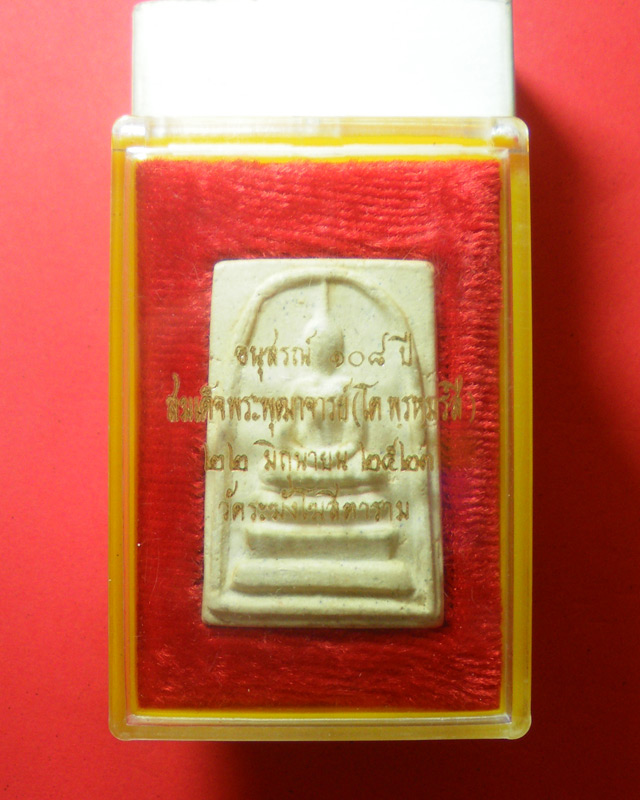 อนุสรณ์ ๑๐๘ ปี
สมเด็จพระพุฒาจารย์ (โต พรหมรังสี)
๒๒ มิถุนายน ๒๕๒๓
วัดระฆังโฆสิตาราม